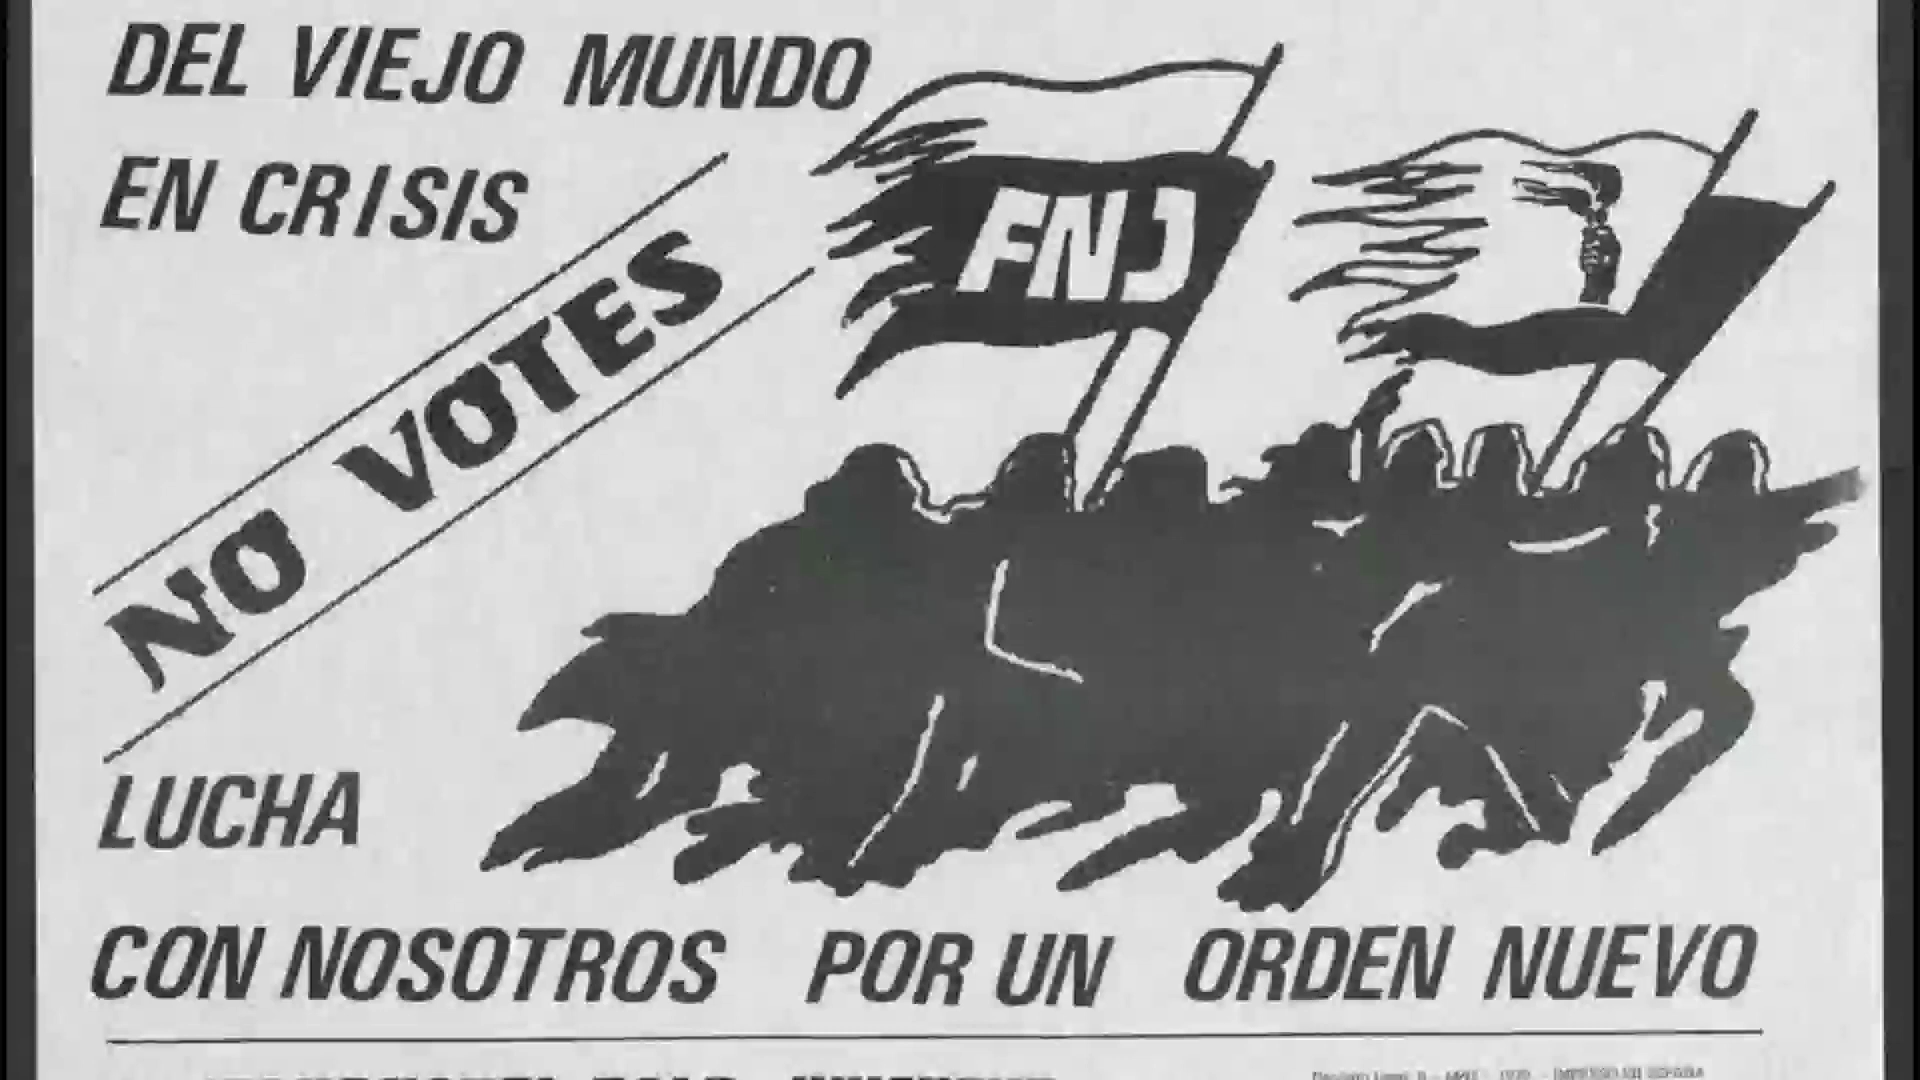 DEL VIEJO MUNDO
EN CRISIS
FNJ
NO VOTES
LUCHA
CON NOSOTROS POR UN ORDEN NUEVO